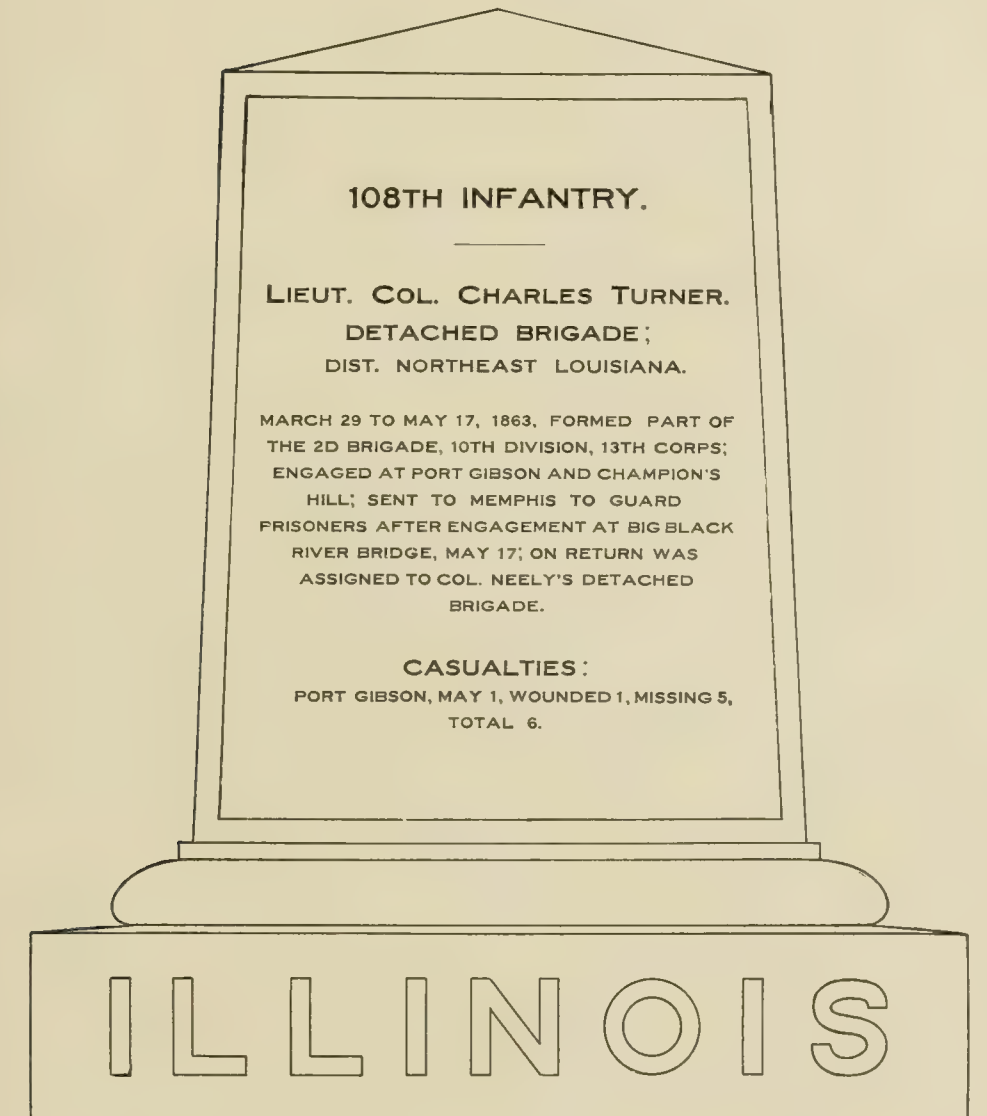 108TH INFANTRY.
LIEUT. COL. CHARLES TURNER.
DETACHED BRIGADE;
DIST. NORTHEAST LOUISIANA.
MARCH 29 TO MAY 17, 1863, FORMED PART OF
THE 2D BRIGADE, 10TH DIVISION, 13TH CORPS;
ENGAGED AT PORT GIBSON AND CHAMPION'S
HILL; SENT TO MEMPHIS TO GUARD
PRISONERS AFTER ENGAGEMENT AT BIG BLACK
RIVER BRIDGE, MAY 17; ON RETURN WAS
ASSIGNED TO COL. NEELY'S DETACHED
BRIGADE.
CASUALTIES:
PORT GIBSON, MAY 1, WOUNDED 1, MISSING 5,
TOTAL 6.
ILLINOIS